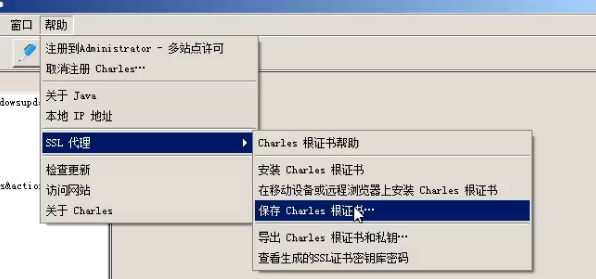 窗口 帮助
注册到Administrator - 多站点许可
取消注册 Charles…
关于 Java
本地 IP 地址
dowsupd
SSL 代理
Charles 根证书帮助
检查更新
安装 Charles 根证书
s&actio
访问网站
在移动设备或远程浏览器上安装 Charles 根证书
关于 Charles
保存 Charles 根证书…
导出 Charles 根证书和私钥…
查看生成的SSL证书密钥库密码